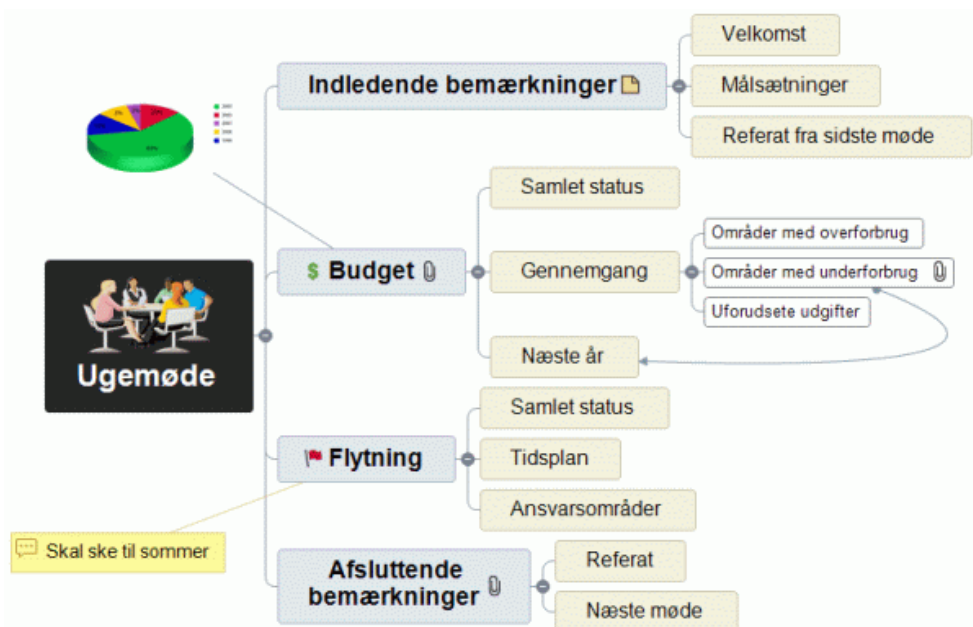 Indledende bemærkninger
Velkomst
Målsætninger
Referat fra sidste møde
Ugemøde
$ Budget
Samlet status
Gennemgang
Områder med overforbrug
Områder med underforbrug
Uforudsete udgifter
Næste år
Flytning
Samlet status
Tidsplan
Ansvarsområder
Skal ske til sommer
Afsluttende
bemærkninger
Referat
Næste møde